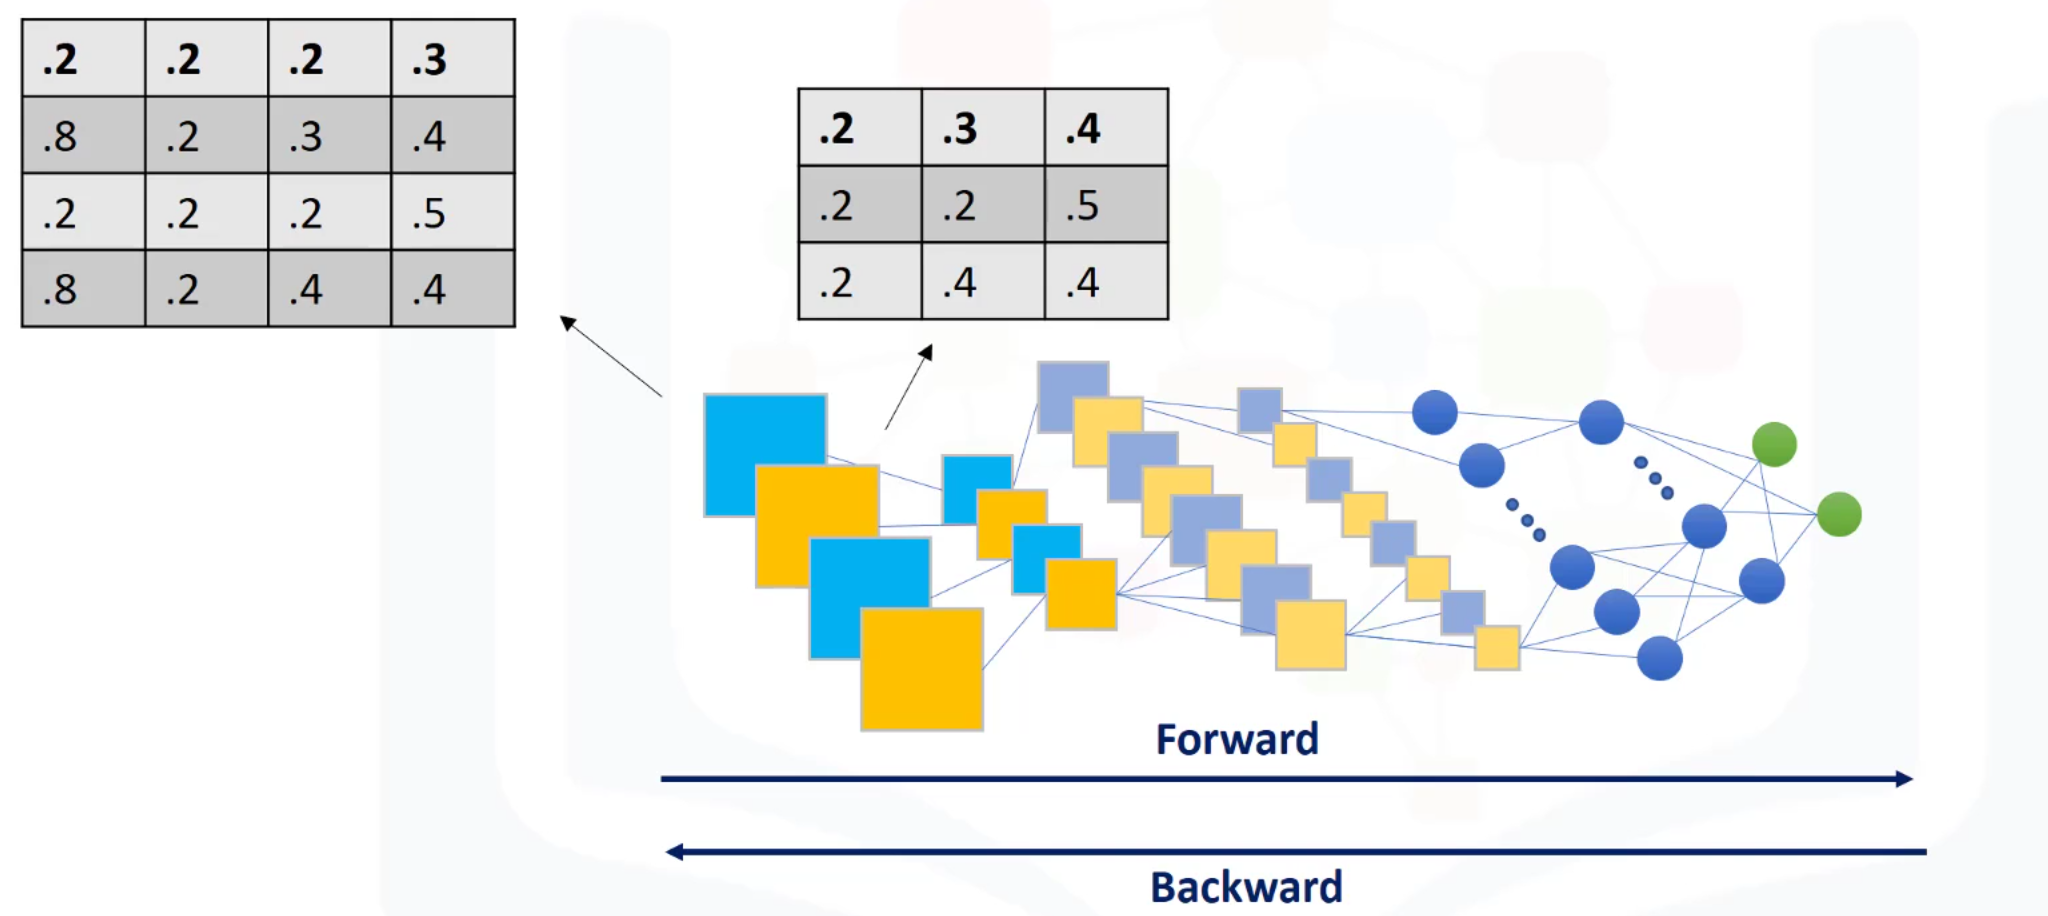 .2 .2 .2 .3
.8 .2 .3 .4
.2 .2 .2 .5
.8 .2 .4 .4
.2 .3 .4
.2 .2 .5
.2 .4 .4
Forward
Backward